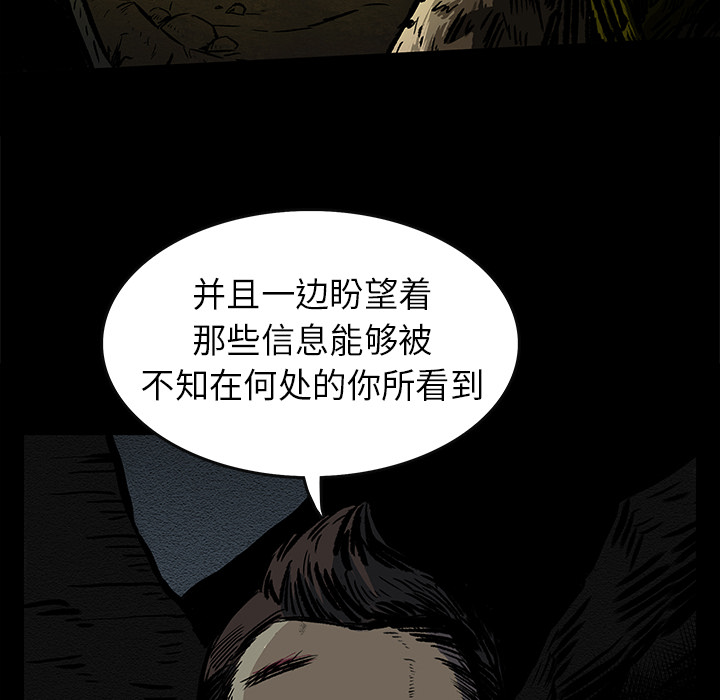 并且一边盼望着
那些信息能够被
不知在何处的你所看到